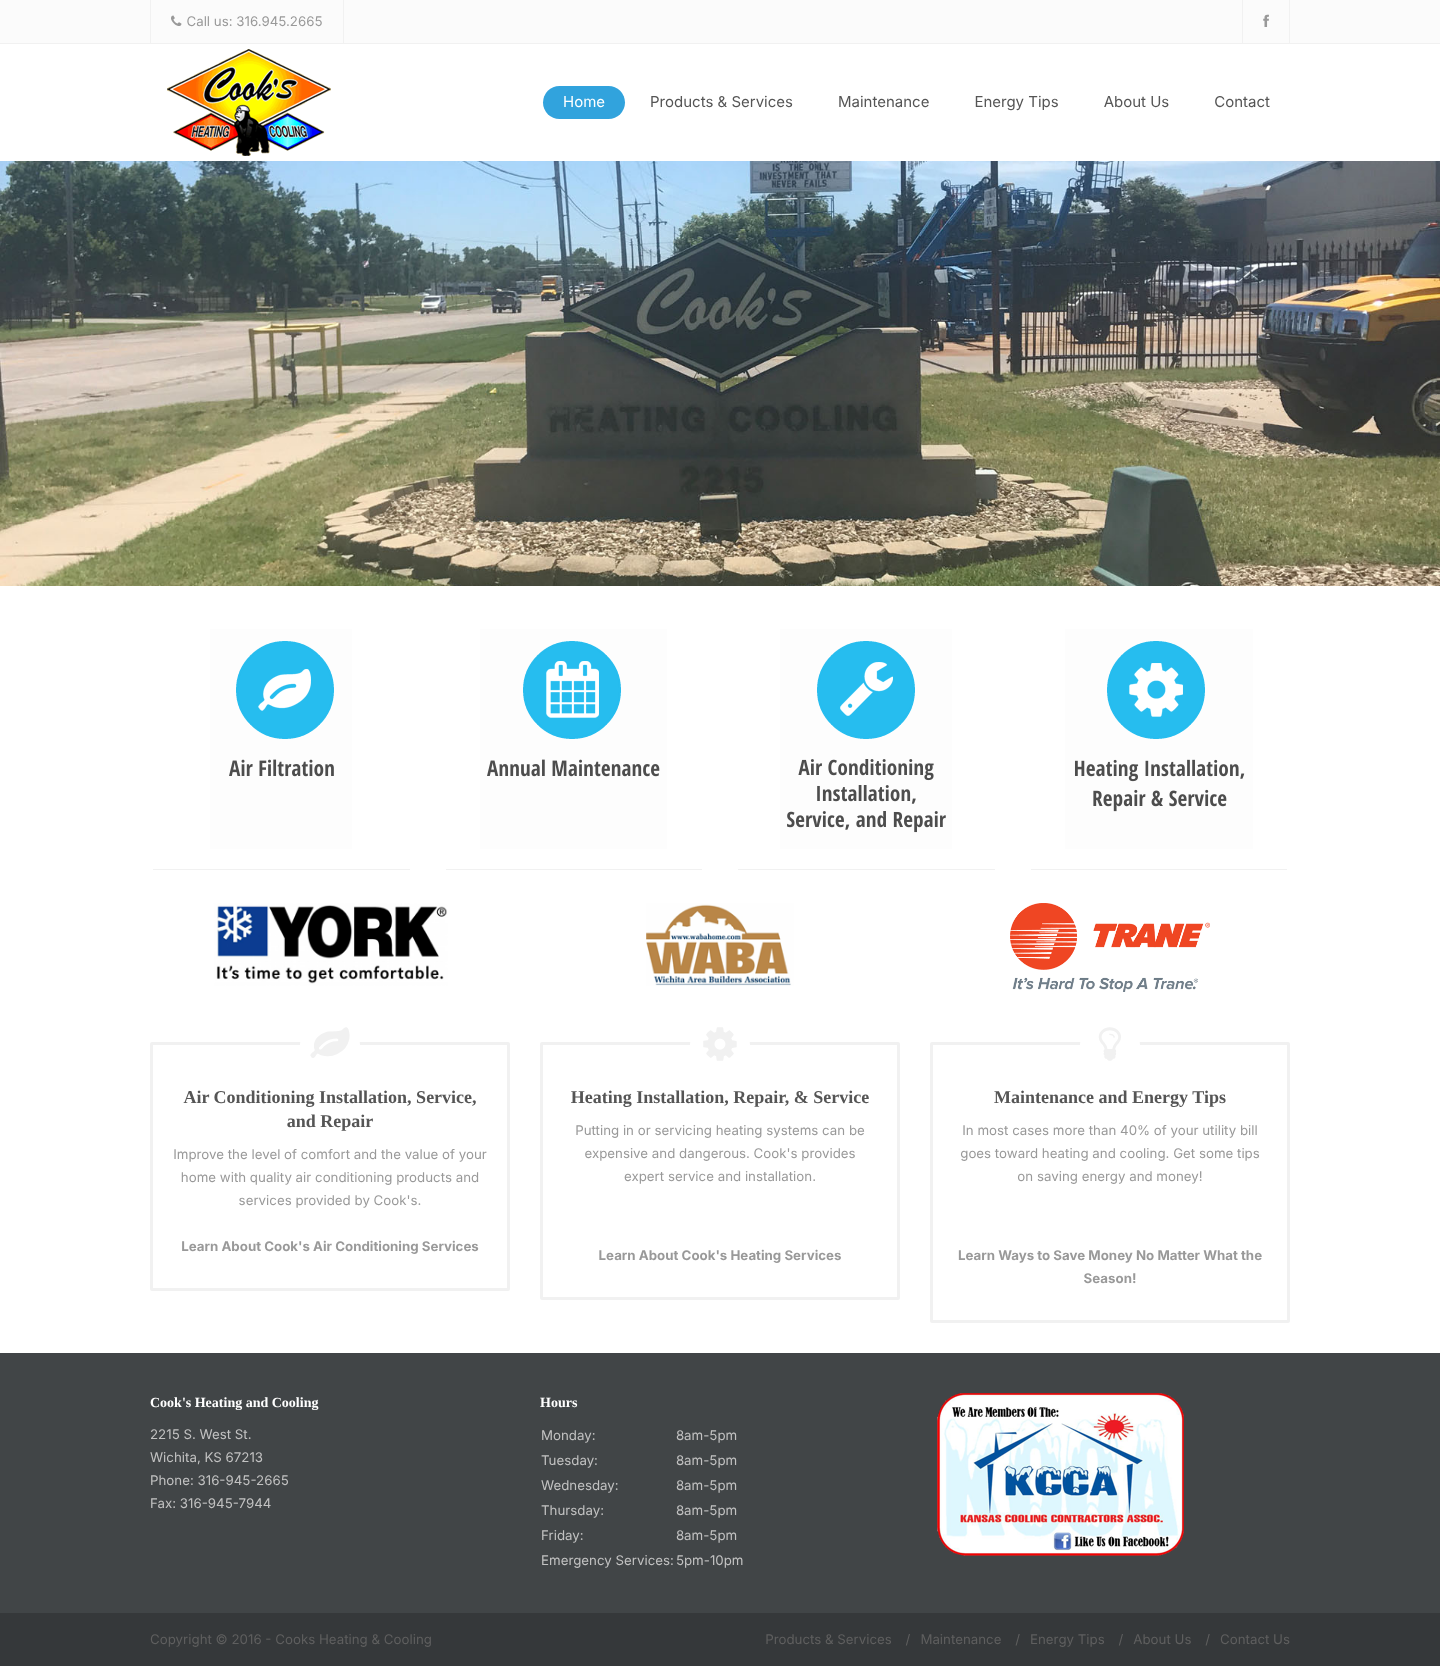 Call us: 316.945.2665
Cook's
HEATING COOLING
Home Products & Services Maintenance Energy Tips About Us Contact
IS THE ONLY
INVESTMENT THAT
NEVER FAILS
Cook's
HEATING COOLING
2215
Air Filtration
Annual Maintenance
Air Conditioning
Installation,
Service, and Repair
Heating Installation,
Repair & Service
YORK®
It's time to get comfortable.
www.wabahome.com
WABA
Wichita Area Builders Association
TRANE®
It's Hard To Stop A Trane.®
Air Conditioning Installation, Service,
and Repair
Improve the level of comfort and the value of your
home with quality air conditioning products and
services provided by Cook's.
Learn About Cook's Air Conditioning Services
Heating Installation, Repair, & Service
Putting in or servicing heating systems can be
expensive and dangerous. Cook's provides
expert service and installation.
Learn About Cook's Heating Services
Maintenance and Energy Tips
In most cases more than 40% of your utility bill
goes toward heating and cooling. Get some tips
on saving energy and money!
Learn Ways to Save Money No Matter What the
Season!
Cook's Heating and Cooling
2215 S. West St.
Wichita, KS 67213
Phone: 316-945-2665
Fax: 316-945-7944
Hours
Monday: 8am-5pm
Tuesday: 8am-5pm
Wednesday: 8am-5pm
Thursday: 8am-5pm
Friday: 8am-5pm
Emergency Services: 5pm-10pm
We Are Members Of The:
KCCA
KANSAS COOLING CONTRACTORS ASSOC.
Like Us On Facebook!
Copyright © 2016 - Cooks Heating & Cooling
Products & Services / Maintenance / Energy Tips / About Us / Contact Us